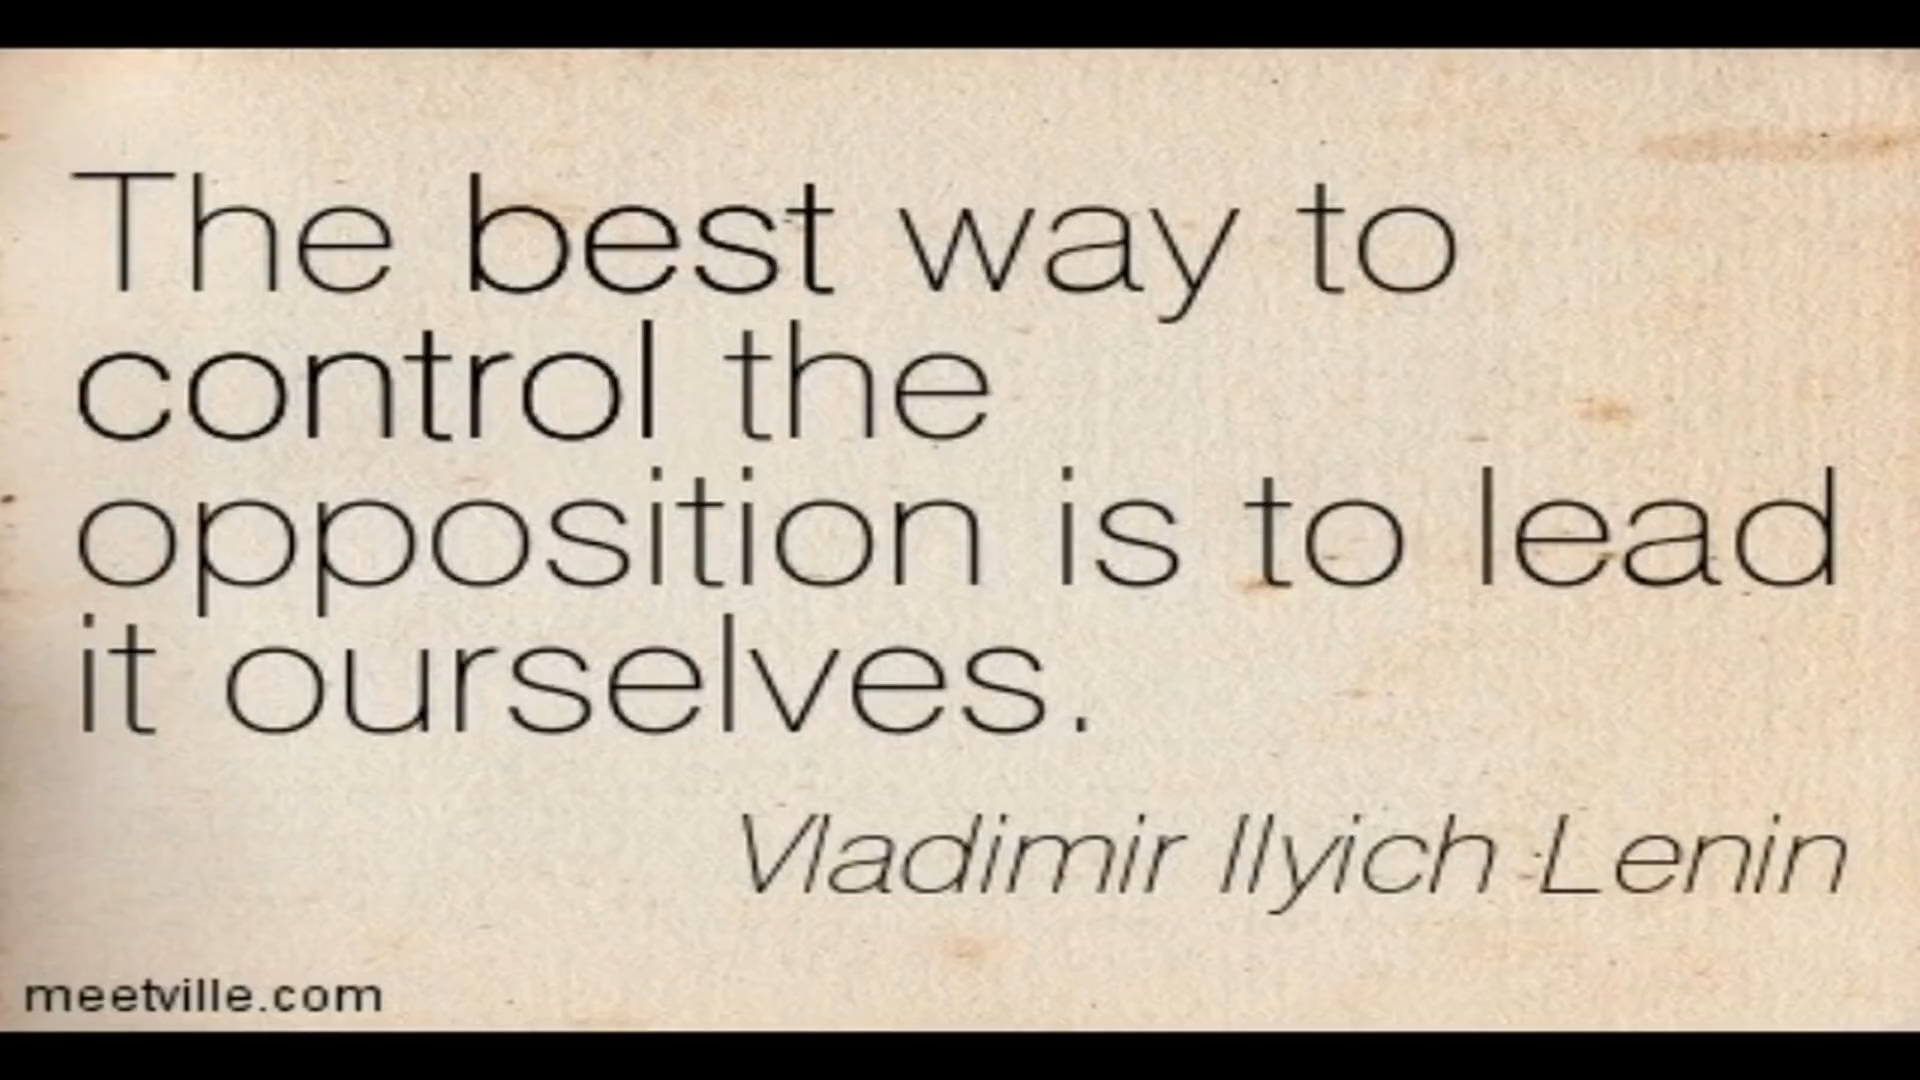 The best way to
control the
opposition is to lead
it ourselves.
Vladimir Ilyich Lenin
meetville.com